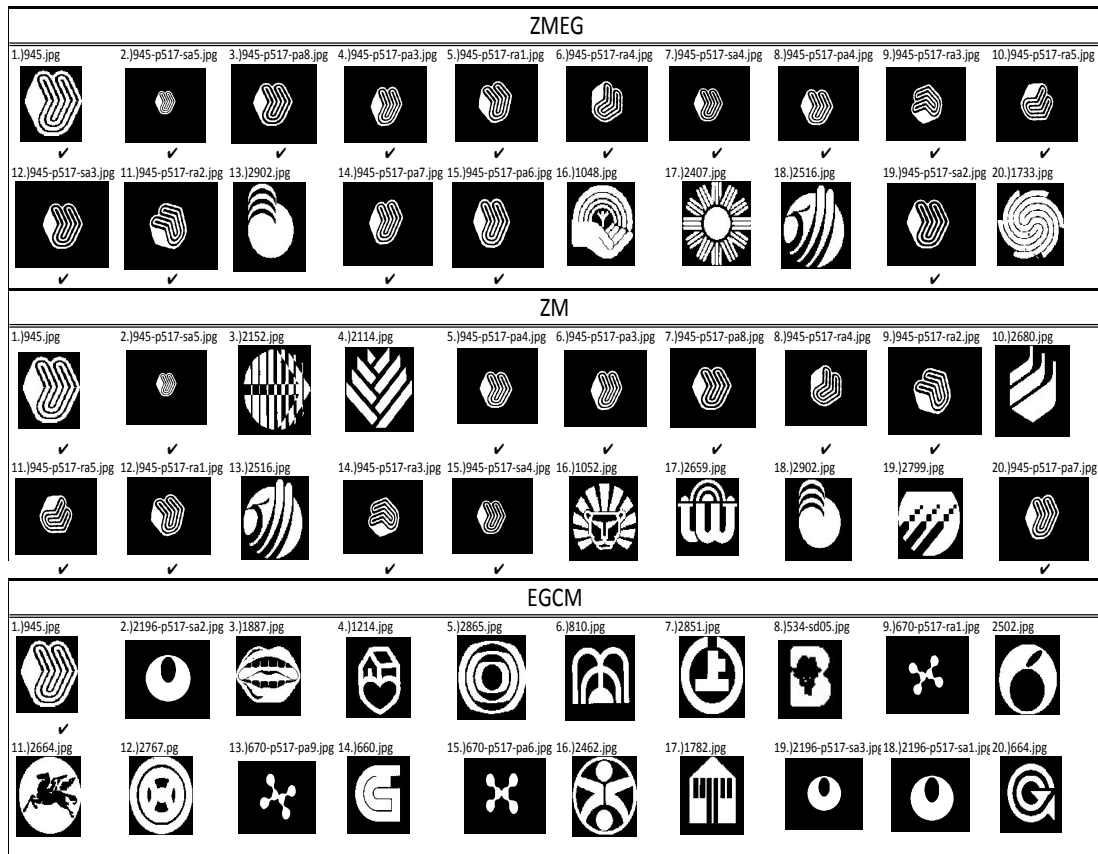 ZMEG
1.)945.jpg 2.)945-p517-sa5.jpg 3.)945-p517-pa8.jpg 4.)945-p517-pa3.jpg 5.)945-p517-ra1.jpg 6.)945-p517-ra4.jpg 7.)945-p517-sa4.jpg 8.)945-p517-pa4.jpg 9.)945-p517-ra3.jpg 10.)945-p517-ra5.jpg
✔ ✔ ✔ ✔ ✔ ✔ ✔ ✔ ✔ ✔
12.)945-p517-sa3.jpg 11.)945-p517-ra2.jpg 13.)2902.jpg 14.)945-p517-pa7.jpg 15.)945-p517-pa6.jpg 16.)1048.jpg 17.)2407.jpg 18.)2516.jpg 19.)945-p517-sa2.jpg 20.)1733.jpg
✔ ✔ ✔ ✔ ✔
ZM
1.)945.jpg 2.)945-p517-sa5.jpg 3.)2152.jpg 4.)2114.jpg 5.)945-p517-pa4.jpg 6.)945-p517-pa3.jpg 7.)945-p517-pa8.jpg 8.)945-p517-ra4.jpg 9.)945-p517-ra2.jpg 10.)2680.jpg
✔ ✔ ✔ ✔ ✔ ✔ ✔
11.)945-p517-ra5.jpg 12.)945-p517-ra1.jpg 13.)2516.jpg 14.)945-p517-ra3.jpg 15.)945-p517-sa4.jpg 16.)1052.jpg 17.)2659.jpg 18.)2902.jpg 19.)2799.jpg 20.)945-p517-pa7.jpg
✔ ✔ ✔ ✔ ✔
EGCM
1.)945.jpg 2.)2196-p517-sa2.jpg 3.)1887.jpg 4.)1214.jpg 5.)2865.jpg 6.)810.jpg 7.)2851.jpg 8.)534-sd05.jpg 9.)670-p517-ra1.jpg 2502.jpg
✔
11.)2664.jpg 12.)2767.pg 13.)670-p517-pa9.jpg 14.)660.jpg 15.)670-p517-pa6.jpg 16.)2462.jpg 17.)1782.jpg 19.)2196-p517-sa3.jpg 18.)2196-p517-sa1.jpg 20.)664.jpg